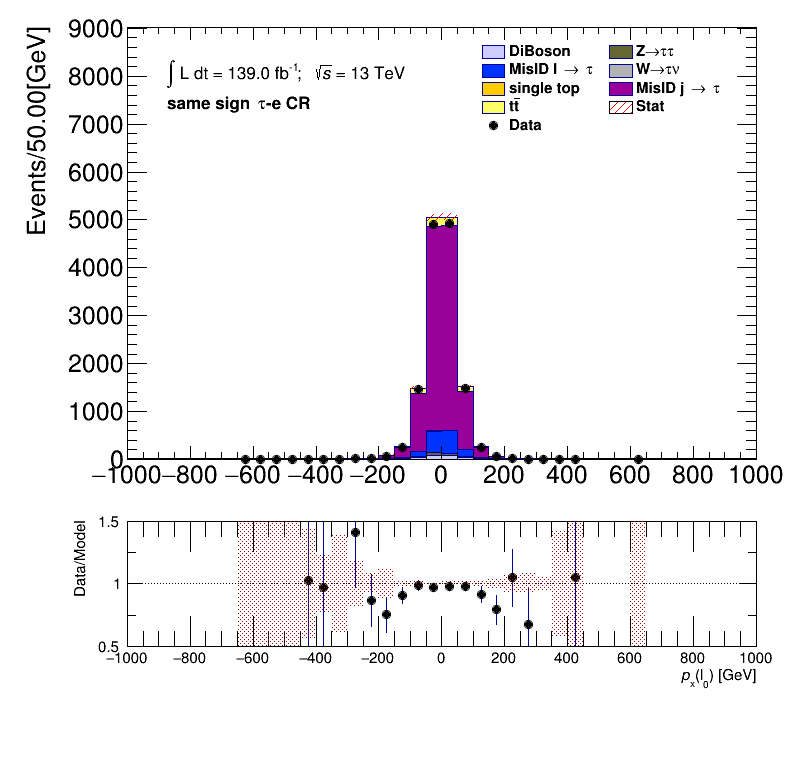 Events/50.00[GeV]
9000
8000
7000
6000
5000
4000
3000
2000
1000
0
∫ L dt = 139.0 fb⁻¹; √s = 13 TeV
same sign τ-e CR
DiBoson
MisID l → τ
single top
tt̄
Data
Z→ττ
W→τν
MisID j → τ
Stat
−1000 −800 −600 −400 −200 0 200 400 600 800 1000
Data/Model
1.5
1
0.5
−1000 −800 −600 −400 −200 0 200 400 600 800 1000
pₓ(l₀) [GeV]